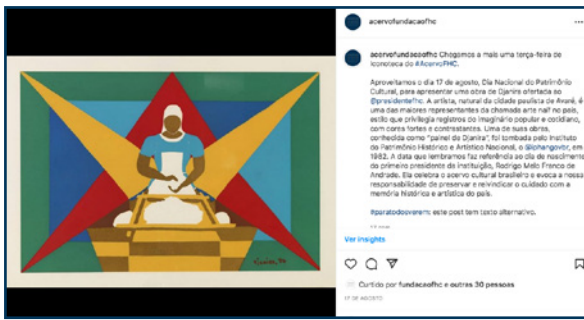 acervofundacaofhc
acervofundacaofhc Chegamos a mais uma terça-feira de
iconoteca do #AcervoFHC.
Aproveitamos o dia 17 de agosto, Dia Nacional do Patrimônio
Cultural, para apresentar uma obra de Djanira ofertada ao
@presidentefhc. A artista, natural da cidade paulista de Avaré, é
uma das maiores representantes da chamada arte naïf no país,
estilo que privilegia registros do imaginário popular e cotidiano,
com cores fortes e contrastantes. Uma de suas obras,
conhecida como "painel de Djanira", foi tombada pelo Instituto
do Patrimônio Histórico e Artístico Nacional, o @iphangovbr, em
1982. A data que lembramos faz referência ao dia de nascimento
do primeiro presidente da instituição, Rodrigo Melo Franco de
Andrade. Ela celebra o acervo cultural brasileiro e evoca a nossa
responsabilidade de preservar e reivindicar o cuidado com a
memória histórica e artística do país.
#paratodosverem: este post tem texto alternativo.
Ver insights
Curtido por fundacaofhc e outras 30 pessoas
17 DE AGOSTO